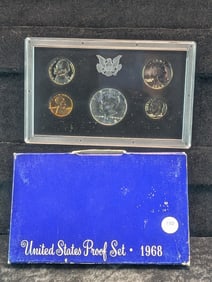 United States Proof Set • 1968